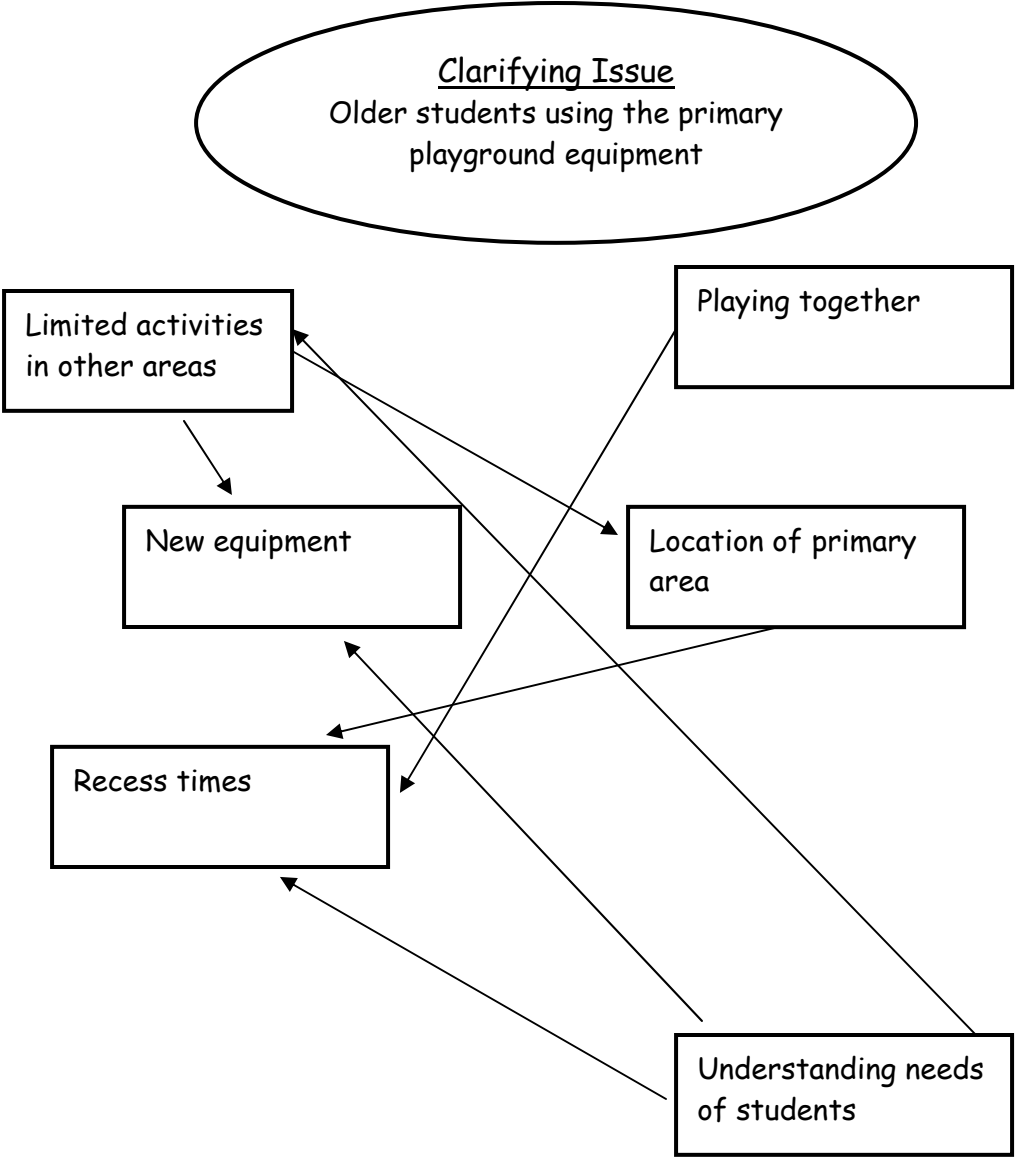 Clarifying Issue
Older students using the primary
playground equipment
Playing together
Limited activities
in other areas
New equipment
Location of primary
area
Recess times
Understanding needs
of students